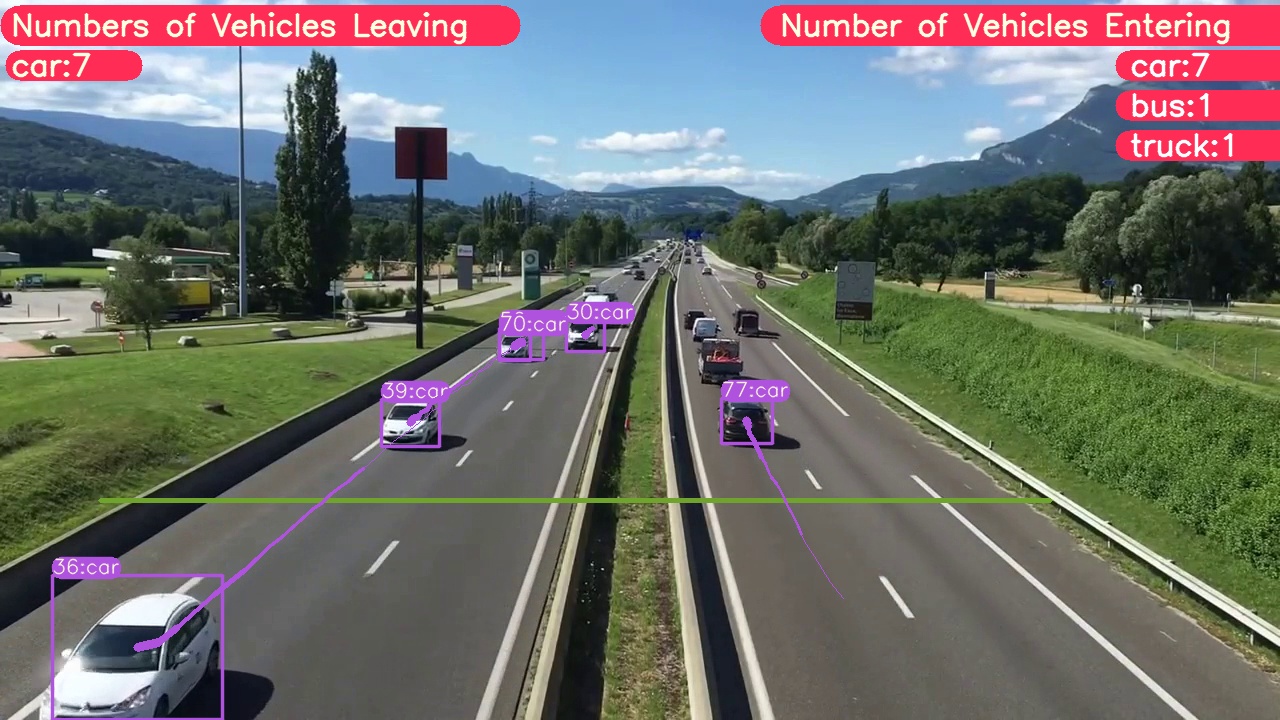 Numbers of Vehicles Leaving
Number of Vehicles Entering
car:7
car:7
bus:1
truck:1
70:car
30:car
39:car
77:car
36:car